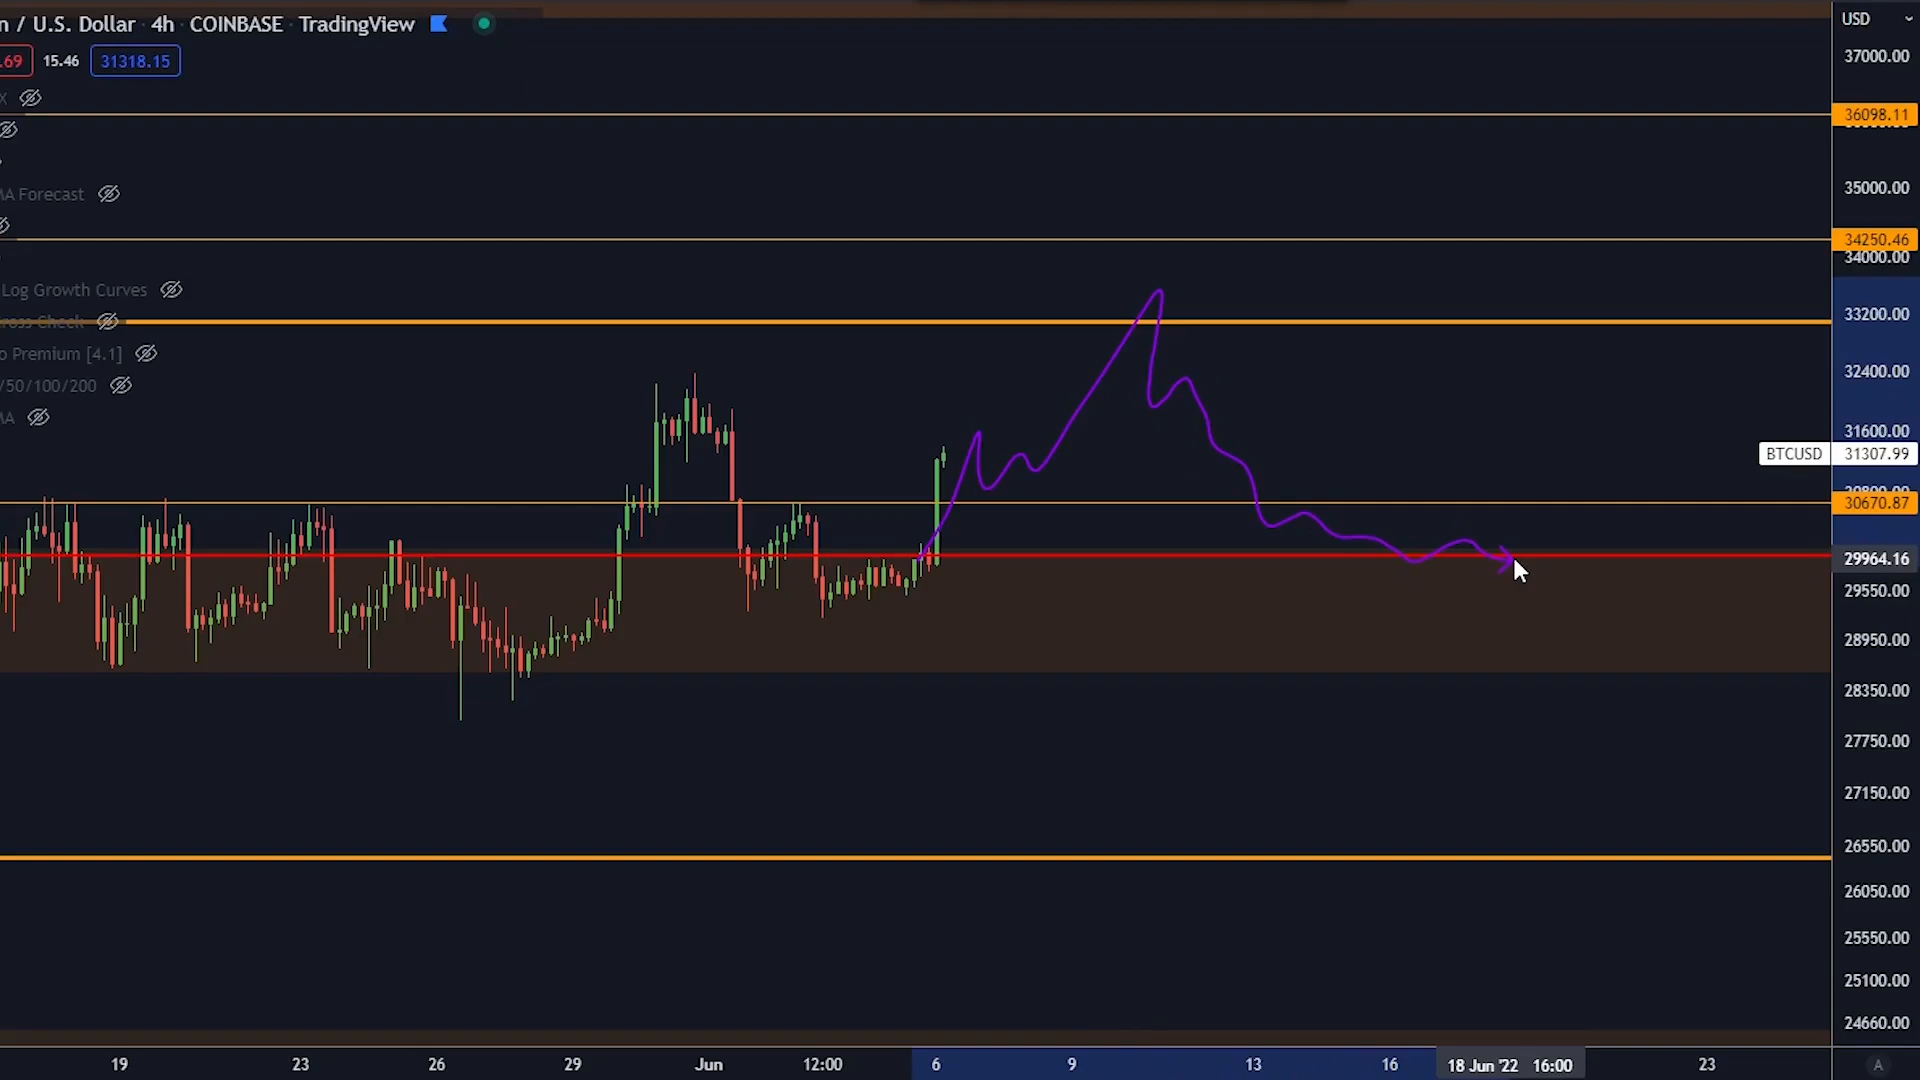 n / U.S. Dollar · 4h · COINBASE · TradingView
.69 15.46 31318.15
X
MA Forecast
Log Growth Curves
ross Check
o Premium [4.1]
/50/100/200
MA
USD
37000.00
36098.11
35000.00
34250.46
34000.00
33200.00
32400.00
31600.00
BTCUSD 31307.99
30670.87
29964.16
29550.00
28950.00
28350.00
27750.00
27150.00
26550.00
26050.00
25550.00
25100.00
24660.00
19 23 26 29 Jun 12:00 6 9 13 16 18 Jun '22 16:00 23 A